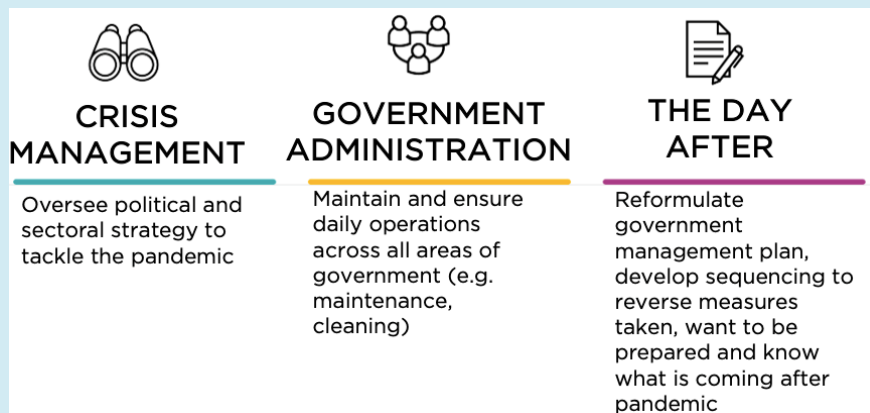 CRISIS
MANAGEMENT
Oversee political and
sectoral strategy to
tackle the pandemic
GOVERNMENT
ADMINISTRATION
Maintain and ensure
daily operations
across all areas of
government (e.g.
maintenance,
cleaning)
THE DAY
AFTER
Reformulate
government
management plan,
develop sequencing to
reverse measures
taken, want to be
prepared and know
what is coming after
pandemic